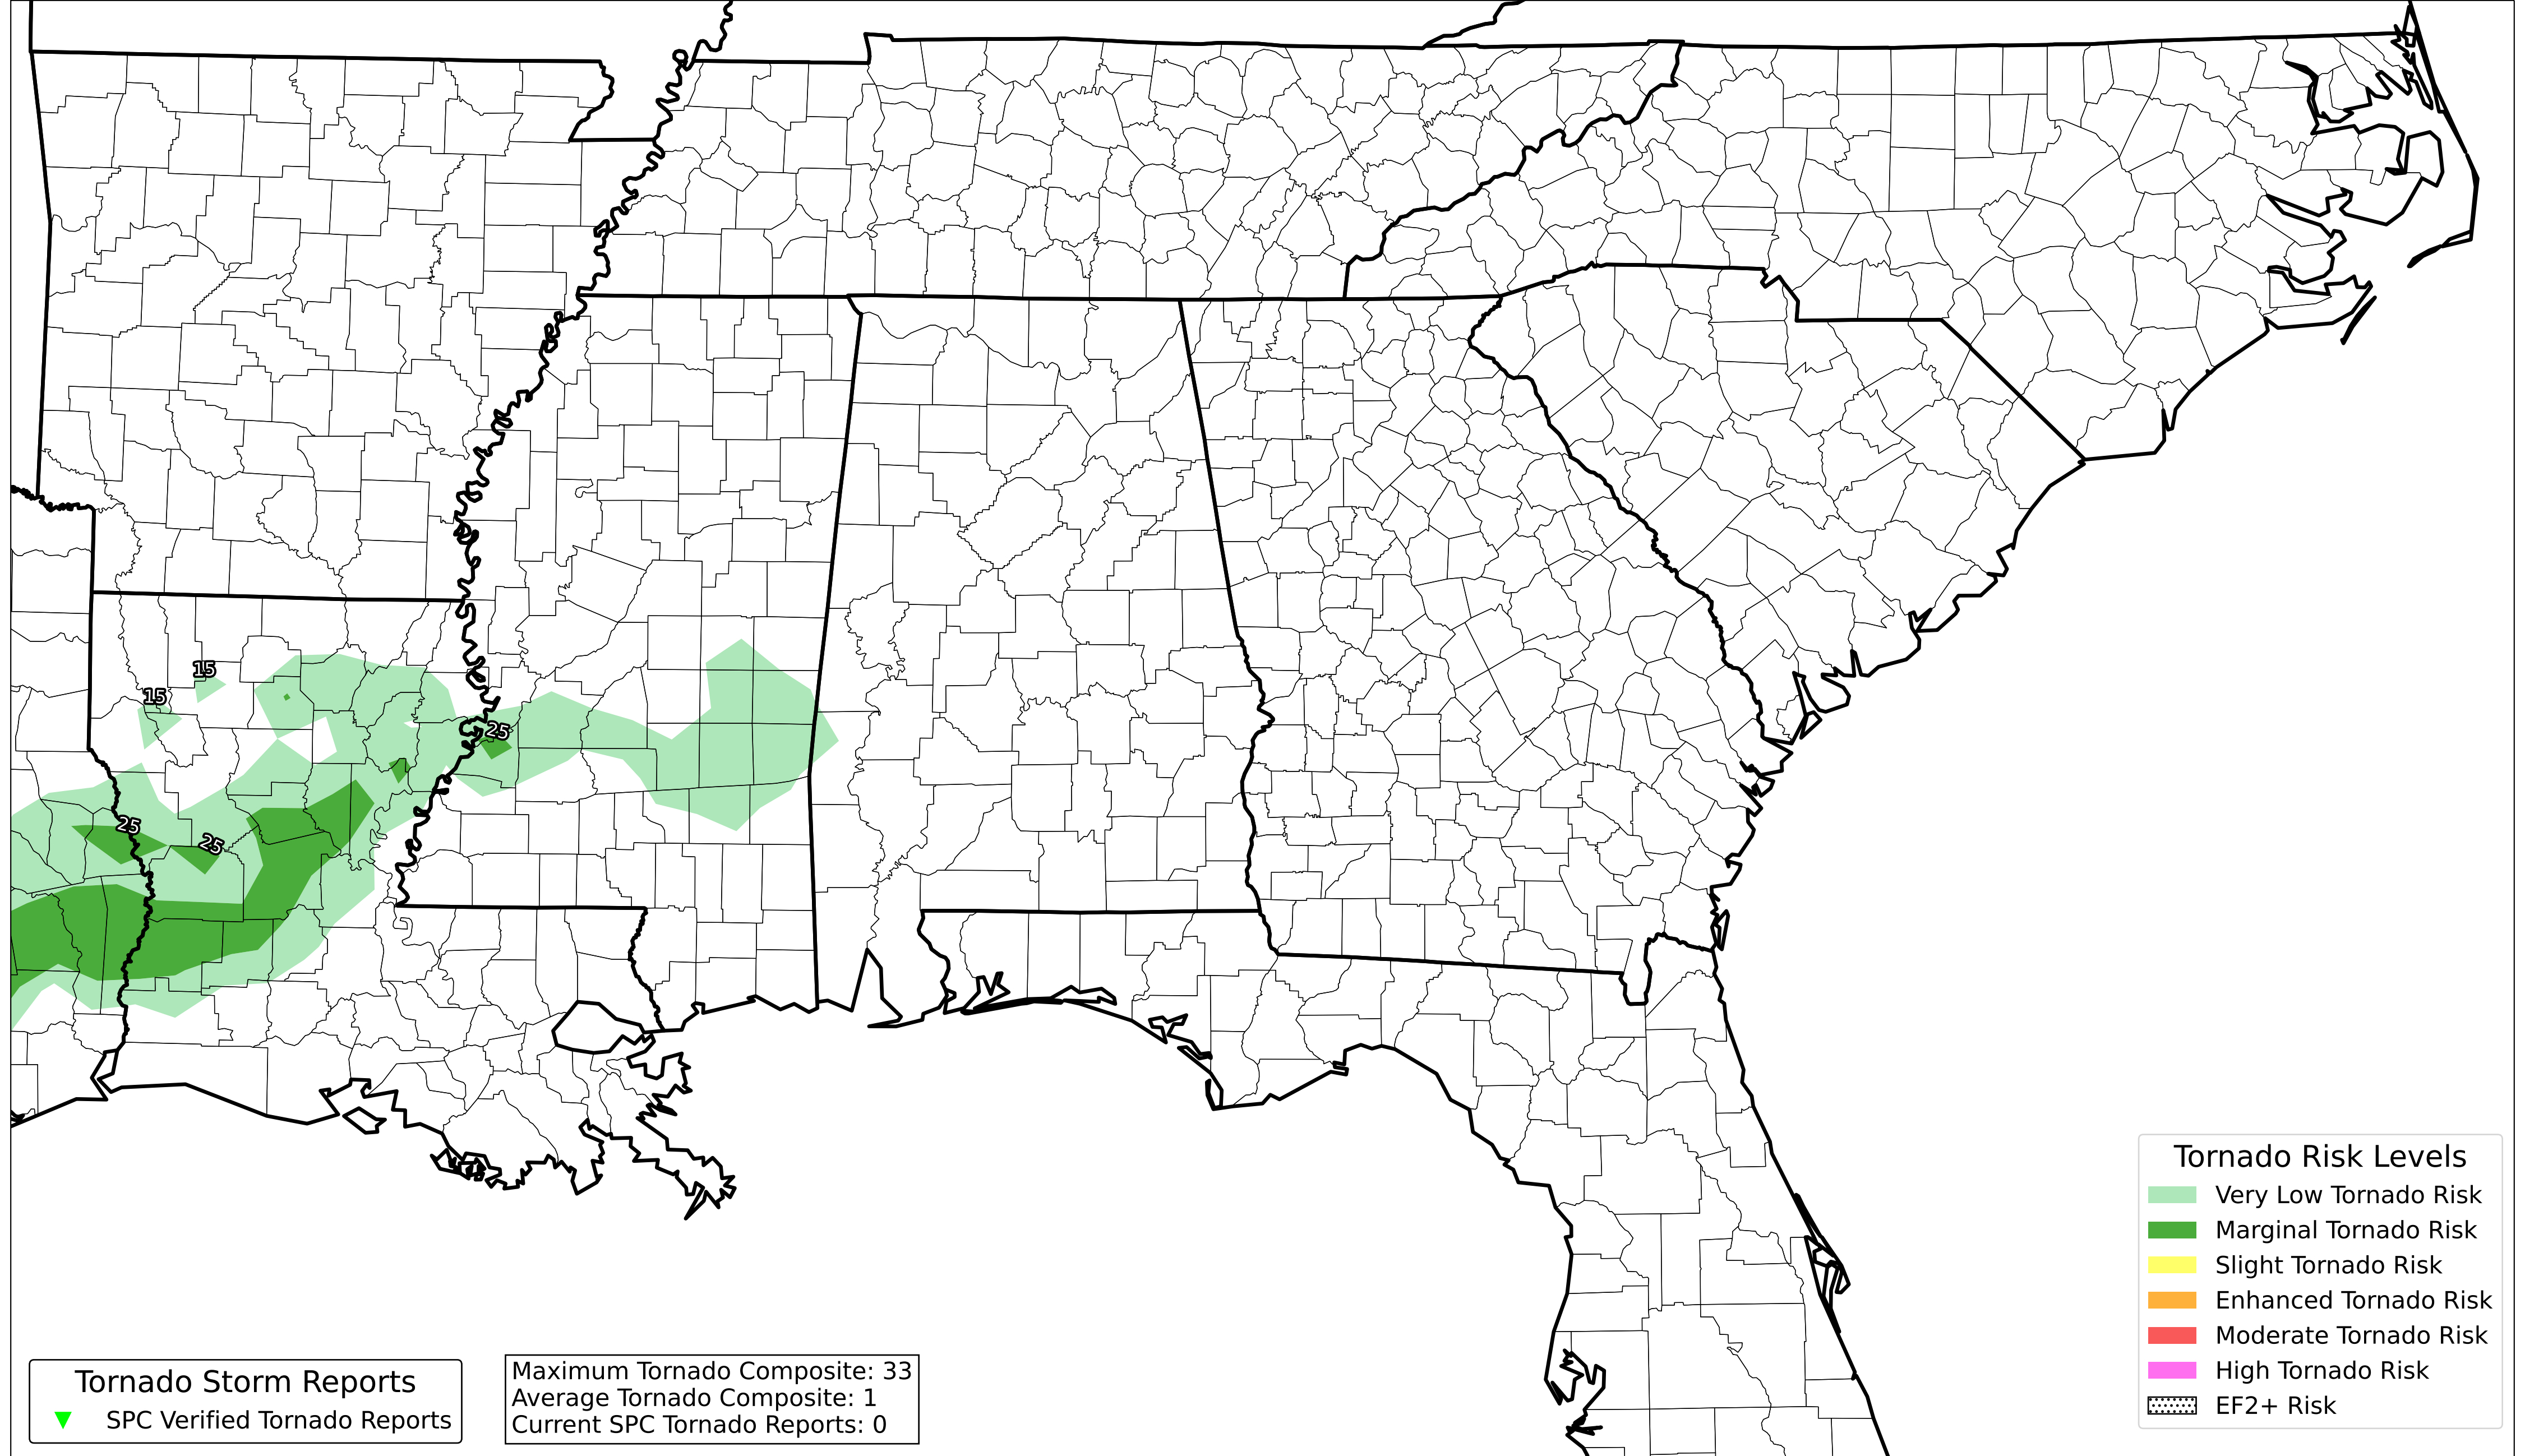 15
15
25
25
25
Tornado Risk Levels
Very Low Tornado Risk
Marginal Tornado Risk
Slight Tornado Risk
Enhanced Tornado Risk
Moderate Tornado Risk
High Tornado Risk
EF2+ Risk
Tornado Storm Reports
SPC Verified Tornado Reports
Maximum Tornado Composite: 33
Average Tornado Composite: 1
Current SPC Tornado Reports: 0